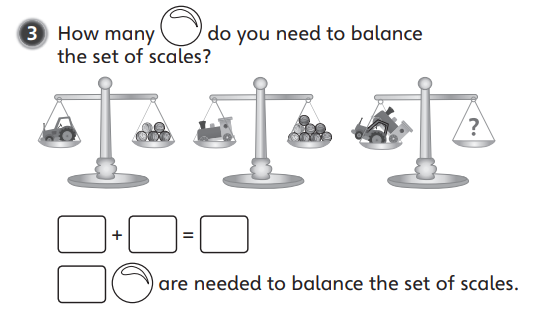 3 How many do you need to balance
the set of scales?
?
+ =
are needed to balance the set of scales.